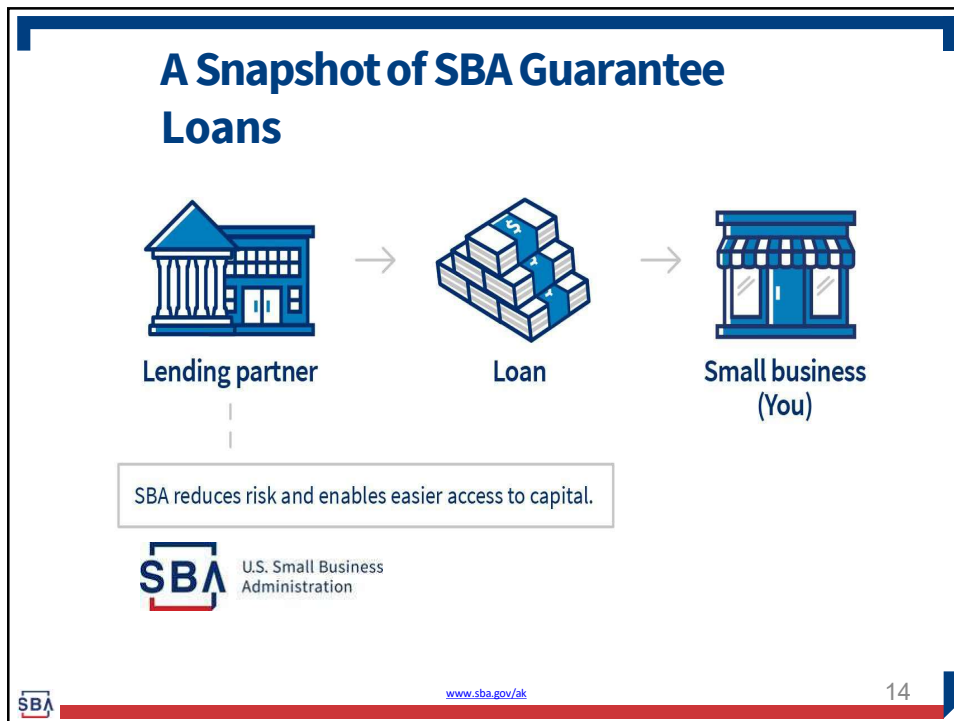 A Snapshot of SBA Guarantee
Loans
$
Lending partner
Loan
Small business
(You)
SBA reduces risk and enables easier access to capital.
SBA
U.S. Small Business
Administration
SBA
www.sba.gov/ak
14